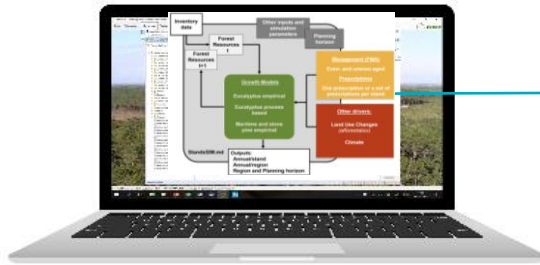 Inventory
data
Other inputs and
simulation
parameters
Planning
horizon
Forest
Resources
t
Forest
Resources
t+1
Management (FMA)
Even- and uneven-aged
Prescriptions
One prescription or a set of
prescriptions per stand
Growth Models
Eucalyptus empirical
Eucalyptus process
based
Maritime and stone
pine empirical
Other drivers:
Land Use Changes
(afforestation)
Climate
StandsSIM.md
Outputs:
Annual/stand
Annual/region
Region and Planning horizon